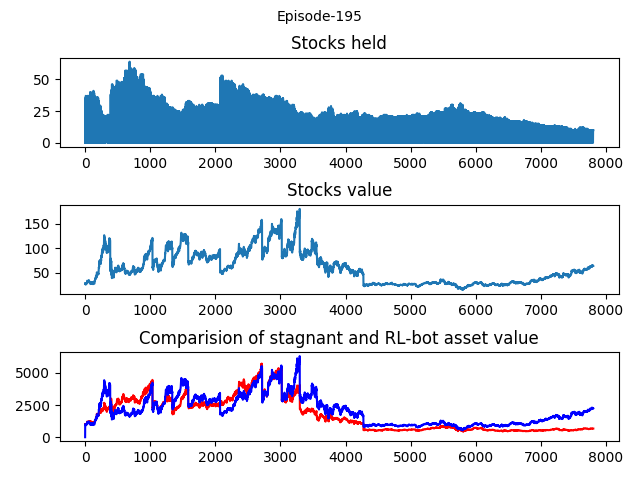 Episode-195
Stocks held
50
25
0
0 1000 2000 3000 4000 5000 6000 7000 8000
Stocks value
150
100
50
0 1000 2000 3000 4000 5000 6000 7000 8000
Comparision of stagnant and RL-bot asset value
5000
2500
0
0 1000 2000 3000 4000 5000 6000 7000 8000